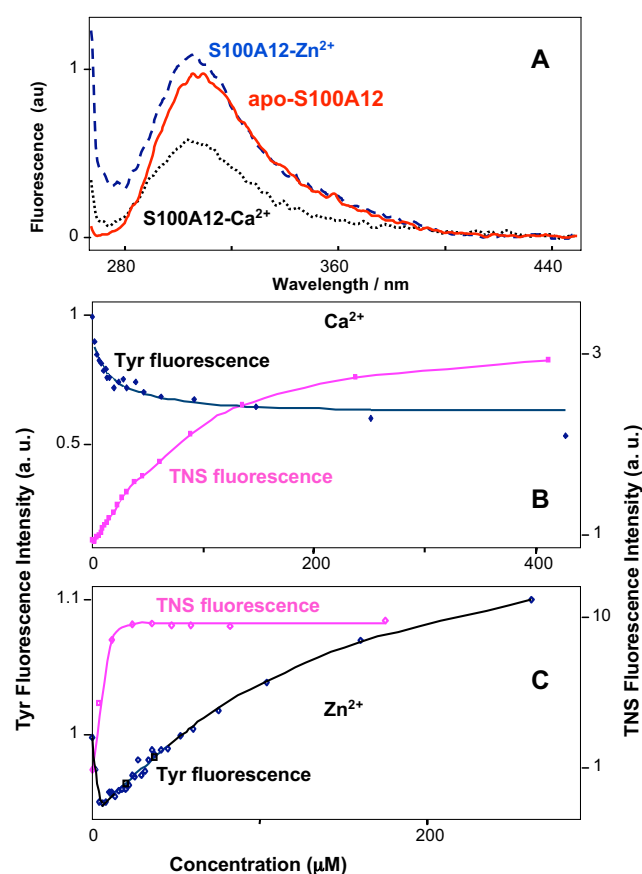 S100A12-Zn²⁺
A
apo-S100A12
S100A12-Ca²⁺
Fluorescence (au)
1
0
280 360 440
Wavelength / nm
Ca²⁺
Tyr fluorescence
TNS fluorescence
B
1
0.5
3
1
0 200 400
TNS fluorescence
C
Zn²⁺
Tyr fluorescence
1.1
1
10
1
0 200
Tyr Fluorescence Intensity (a. u.)
TNS Fluorescence Intensity (a. u.)
Concentration (μM)